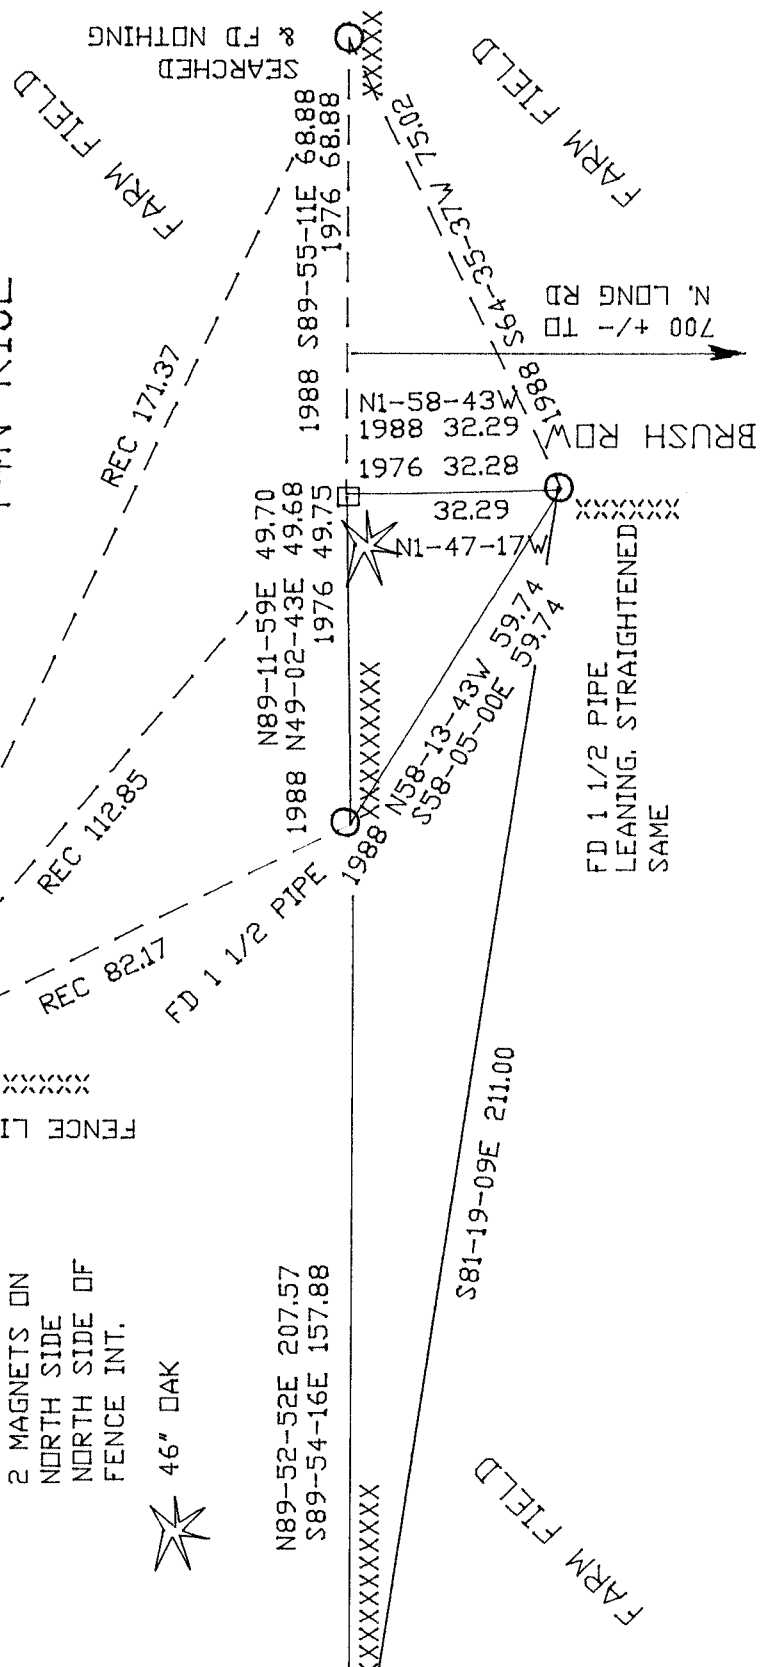 SEARCHED
& FD NOTHING
FARM FIELD
FARM FIELD
1988 S89-55-11E 68.88
1976 68.88
1988 S64-35-37W 75.02
REC 171.37
700 +/- TO
N. LONG RD
N1-58-43W
1988 32.29
1976 32.28
32.29
N1-47-17W
BRUSH ROW
N89-11-59E 49.70
1988 N49-02-43E 49.68
1976 49.75
REC 112.85
1988 N58-13-43W 59.74
S58-05-00E 59.74
FD 1 1/2 PIPE
LEANING. STRAIGHTENED
SAME
REC 82.17
FD 1 1/2 PIPE
FENCE LI
S81-19-09E 211.00
2 MAGNETS ON
NORTH SIDE
NORTH SIDE OF
FENCE INT.
46" OAK
N89-52-52E 207.57
S89-54-16E 157.88
FARM FIELD